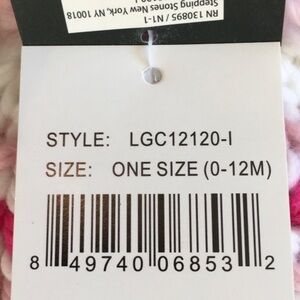 RN 130895 / N1-1
Stepping Stones New York, NY 10018
STYLE: LGC12120-I
SIZE: ONE SIZE (0-12M)
8 49740 06853 2